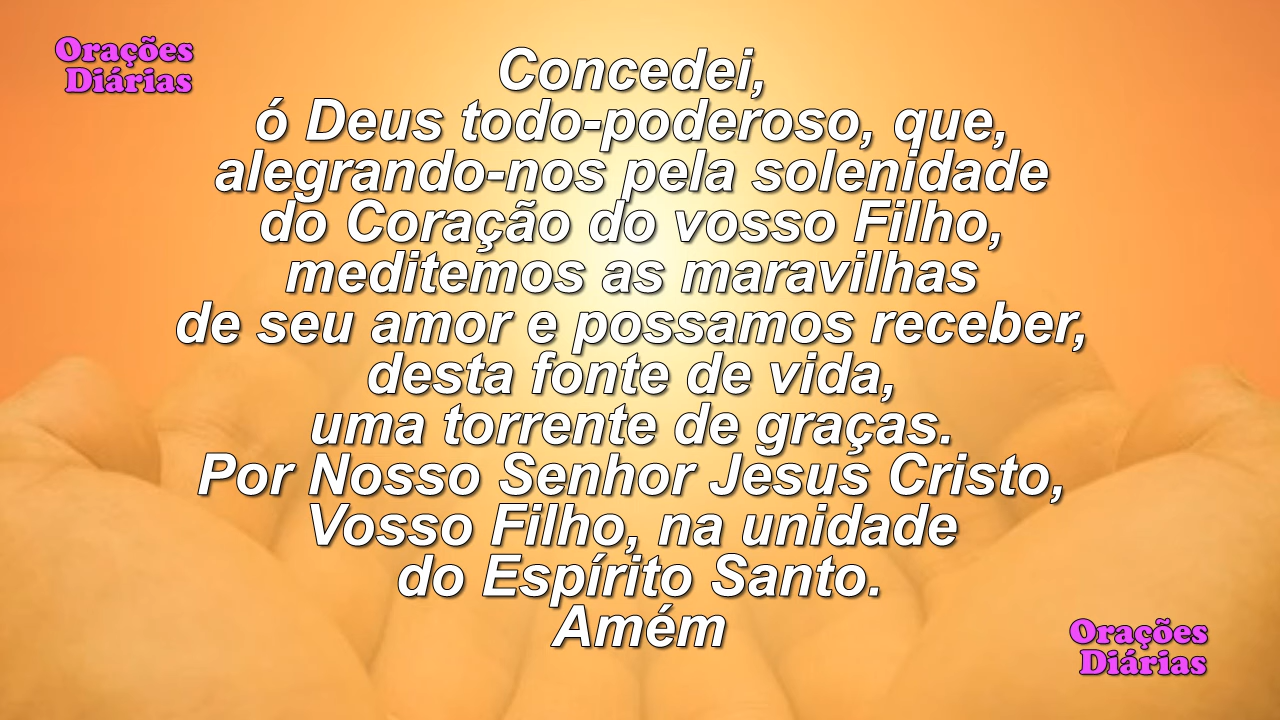 Orações
Diárias
Concedei,
ó Deus todo-poderoso, que,
alegrando-nos pela solenidade
do Coração do vosso Filho,
meditemos as maravilhas
de seu amor e possamos receber,
desta fonte de vida,
uma torrente de graças.
Por Nosso Senhor Jesus Cristo,
Vosso Filho, na unidade
do Espírito Santo.
Amém
Orações
Diárias